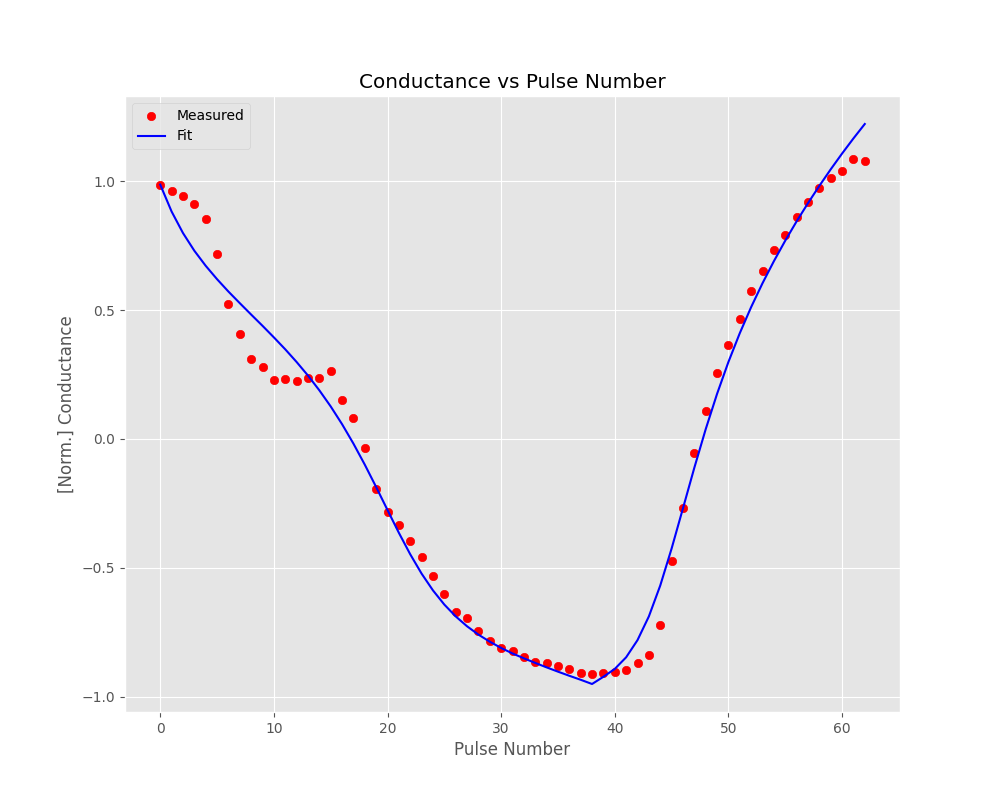 Conductance vs Pulse Number
Measured
Fit
1.0
0.5
0.0
−0.5
−1.0
[Norm.] Conductance
0 10 20 30 40 50 60
Pulse Number